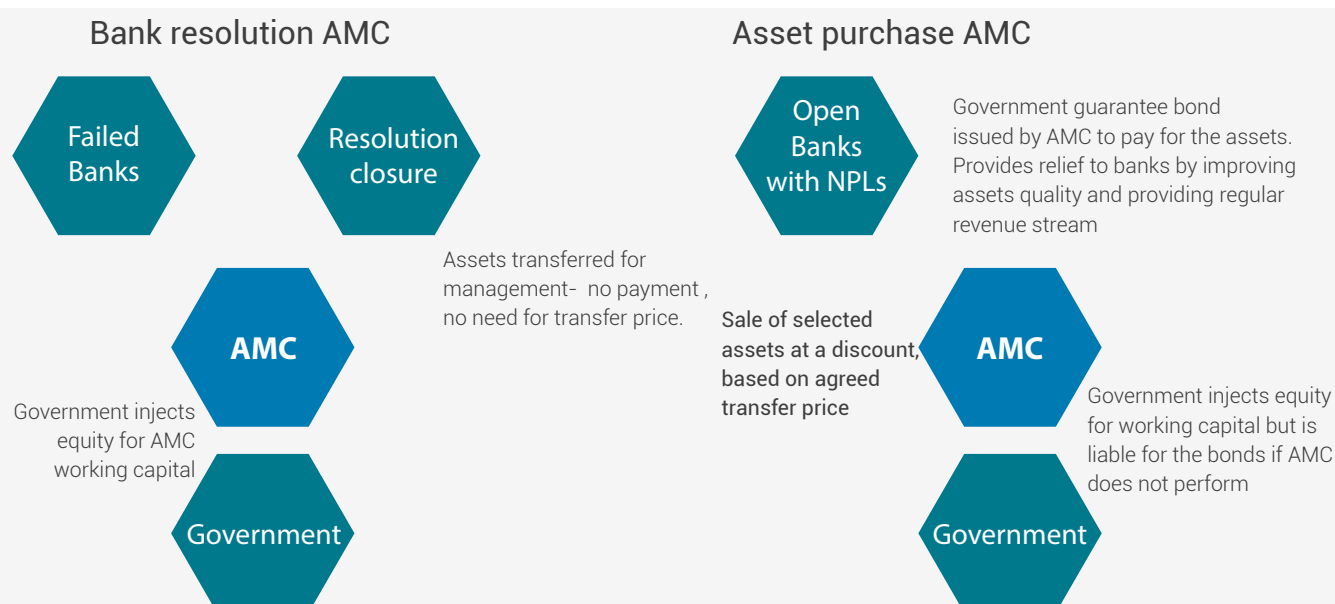 Bank resolution AMC
Failed
Banks
Resolution
closure
Assets transferred for
management- no payment ,
no need for transfer price.
AMC
Government injects
equity for AMC
working capital
Government
Asset purchase AMC
Open
Banks
with NPLs
Government guarantee bond
issued by AMC to pay for the assets.
Provides relief to banks by improving
assets quality and providing regular
revenue stream
Sale of selected
assets at a discount,
based on agreed
transfer price
AMC
Government injects equity
for working capital but is
liable for the bonds if AMC
does not perform
Government